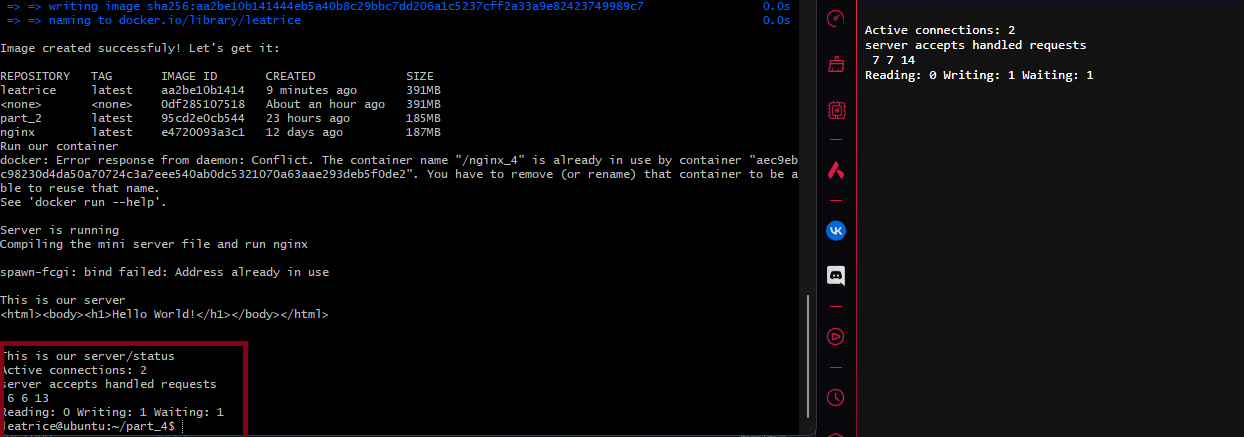 => => writing image sha256:aa2be10b141444eb5a40b8c29bbc7dd206a1c5237cff2a33a9e82423749989c7 0.0s
=> => naming to docker.io/library/leatrice 0.0s
Image created successfuly! Let's get it:
REPOSITORY TAG IMAGE ID CREATED SIZE
leatrice latest aa2be10b1414 9 minutes ago 391MB
<none> <none> 0df285107518 About an hour ago 391MB
part_2 latest 95cd2e0cb544 23 hours ago 185MB
nginx latest e4720093a3c1 12 days ago 187MB
Run our container
docker: Error response from daemon: Conflict. The container name "/nginx_4" is already in use by container "aec9eb
c98230d4da50a70724c3a7eee540ab0dc5321070a63aae293deb5f0de2". You have to remove (or rename) that container to be a
ble to reuse that name.
See 'docker run --help'.
Server is running
Compiling the mini server file and run nginx
spawn-fcgi: bind failed: Address already in use
This is our server
<html><body><h1>Hello World!</h1></body></html>
This is our server/status
Active connections: 2
server accepts handled requests
6 6 13
Reading: 0 Writing: 1 Waiting: 1
leatrice@ubuntu:~/part_4$
Active connections: 2
server accepts handled requests
7 7 14
Reading: 0 Writing: 1 Waiting: 1